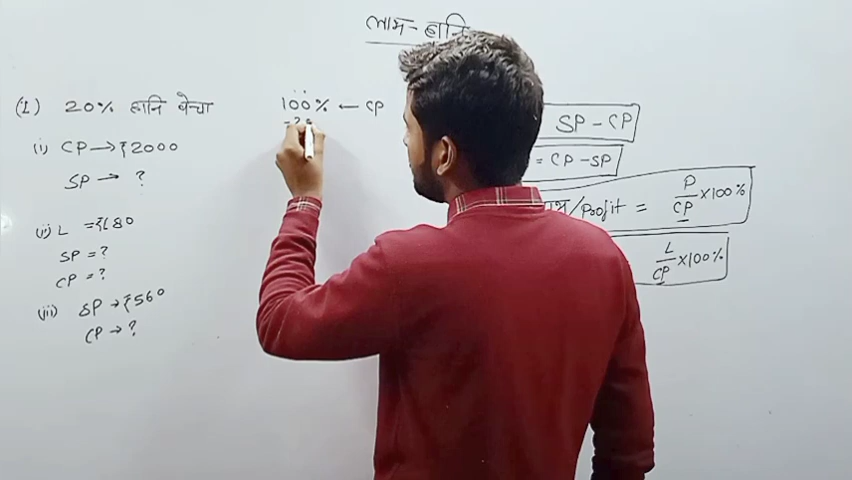 लाभ - हानि
(1) 20% हानि बेचा
(i) CP → ₹2000
SP → ?
(ii) L = ₹180
SP = ?
CP = ?
(iii) SP → ₹560
CP → ?
100% ← CP
SP - CP
= CP - SP
/Profit = P/CP × 100%
L/CP × 100%